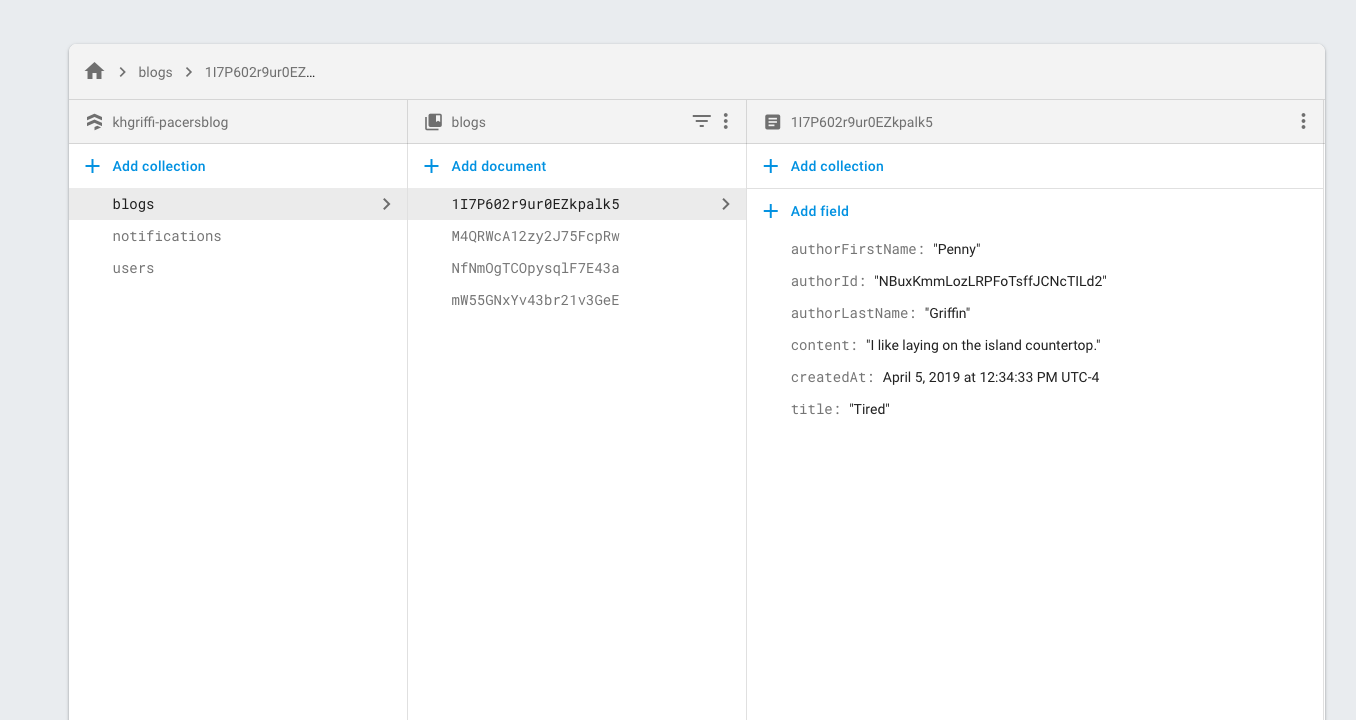 blogs
1I7P602r9ur0EZ...
khgriffi-pacersblog
blogs
1I7P602r9ur0EZkpalk5
Add collection
Add document
Add collection
blogs
notifications
users
1I7P602r9ur0EZkpalk5
M4QRWcA12zy2J75FcpRw
NfNmOgTCOpysqlF7E43a
mW55GNxYv43br21v3GeE
Add field
authorFirstName: "Penny"
authorId: "NBuxKmmLozLRPFoTsffJCNcTILd2"
authorLastName: "Griffin"
content: "I like laying on the island countertop."
createdAt: April 5, 2019 at 12:34:33 PM UTC-4
title: "Tired"